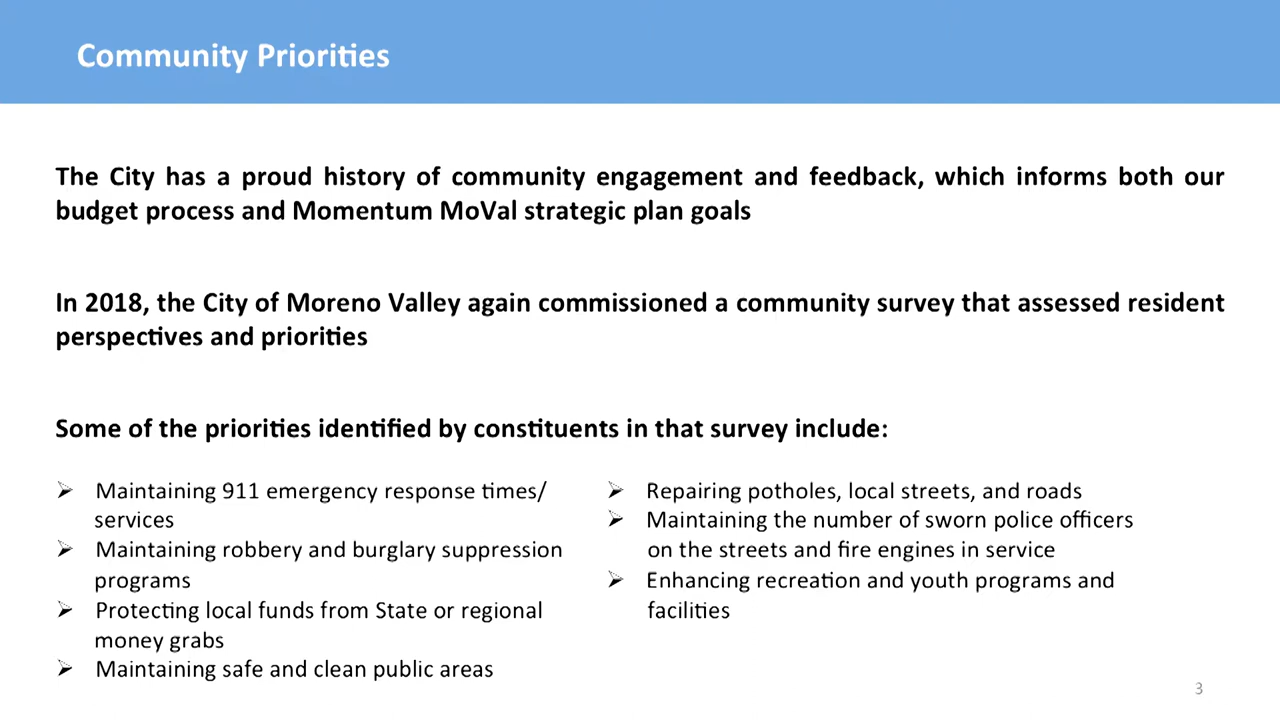 Community Priorities
The City has a proud history of community engagement and feedback, which informs both our
budget process and Momentum MoVal strategic plan goals
In 2018, the City of Moreno Valley again commissioned a community survey that assessed resident
perspectives and priorities
Some of the priorities identified by constituents in that survey include:
➢ Maintaining 911 emergency response times/
services
➢ Maintaining robbery and burglary suppression
programs
➢ Protecting local funds from State or regional
money grabs
➢ Maintaining safe and clean public areas
➢ Repairing potholes, local streets, and roads
➢ Maintaining the number of sworn police officers
on the streets and fire engines in service
➢ Enhancing recreation and youth programs and
facilities
3